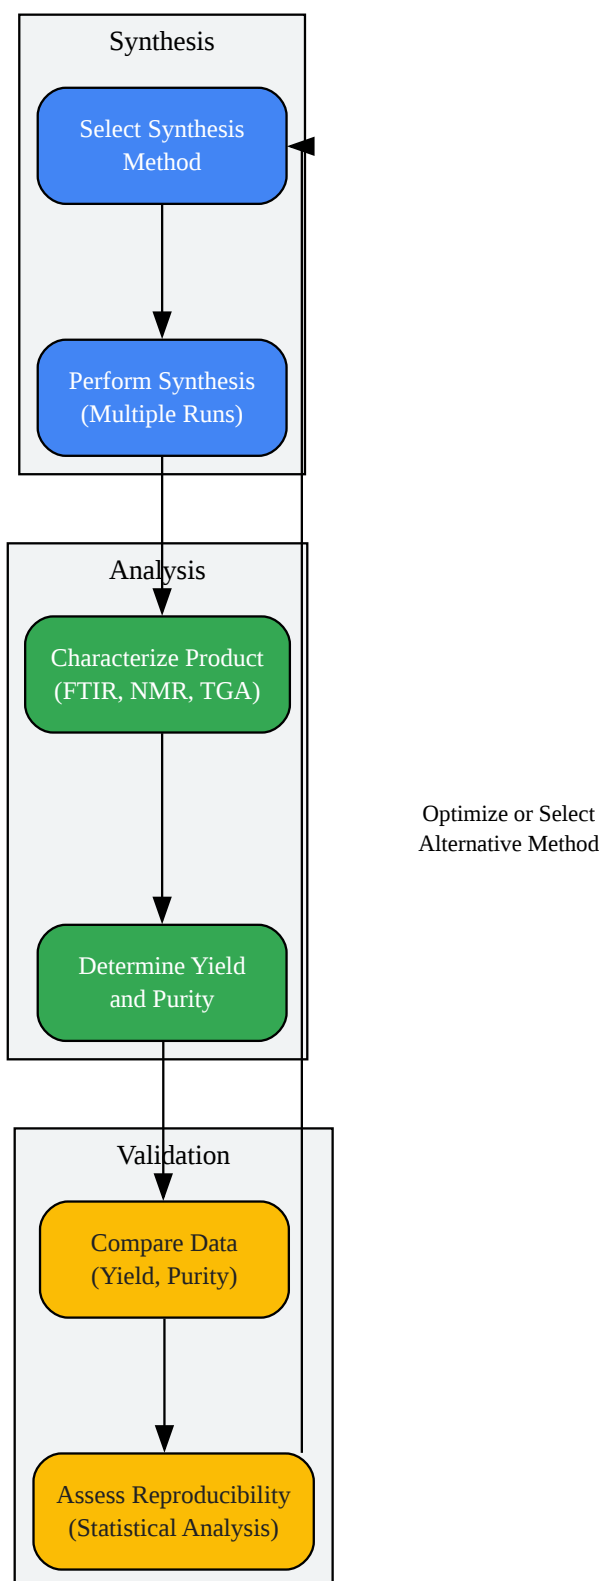 Synthesis
Select Synthesis
Method
Perform Synthesis
(Multiple Runs)
Analysis
Characterize Product
(FTIR, NMR, TGA)
Optimize or Select
Alternative Method
Determine Yield
and Purity
Validation
Compare Data
(Yield, Purity)
Assess Reproducibility
(Statistical Analysis)